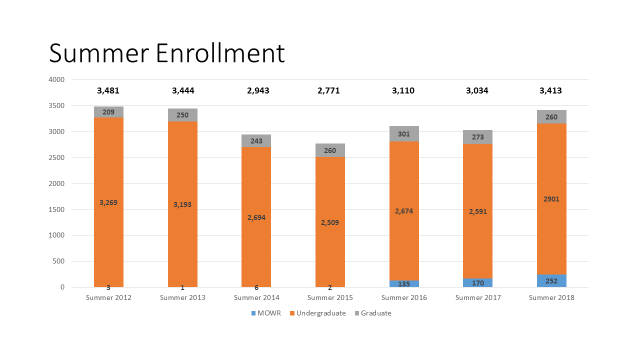 Summer Enrollment
4000
3,481 3,444 2,943 2,771 3,110 3,034 3,413
3500
209 250 243 260 301 273 260
3000
2500
2000
3,269 3,193 2,694 2,509 2,674 2,591 2901
1500
1000
500
3 1 6 2 135 170 252
0
Summer 2012 Summer 2013 Summer 2014 Summer 2015 Summer 2016 Summer 2017 Summer 2018
MOWR Undergraduate Graduate